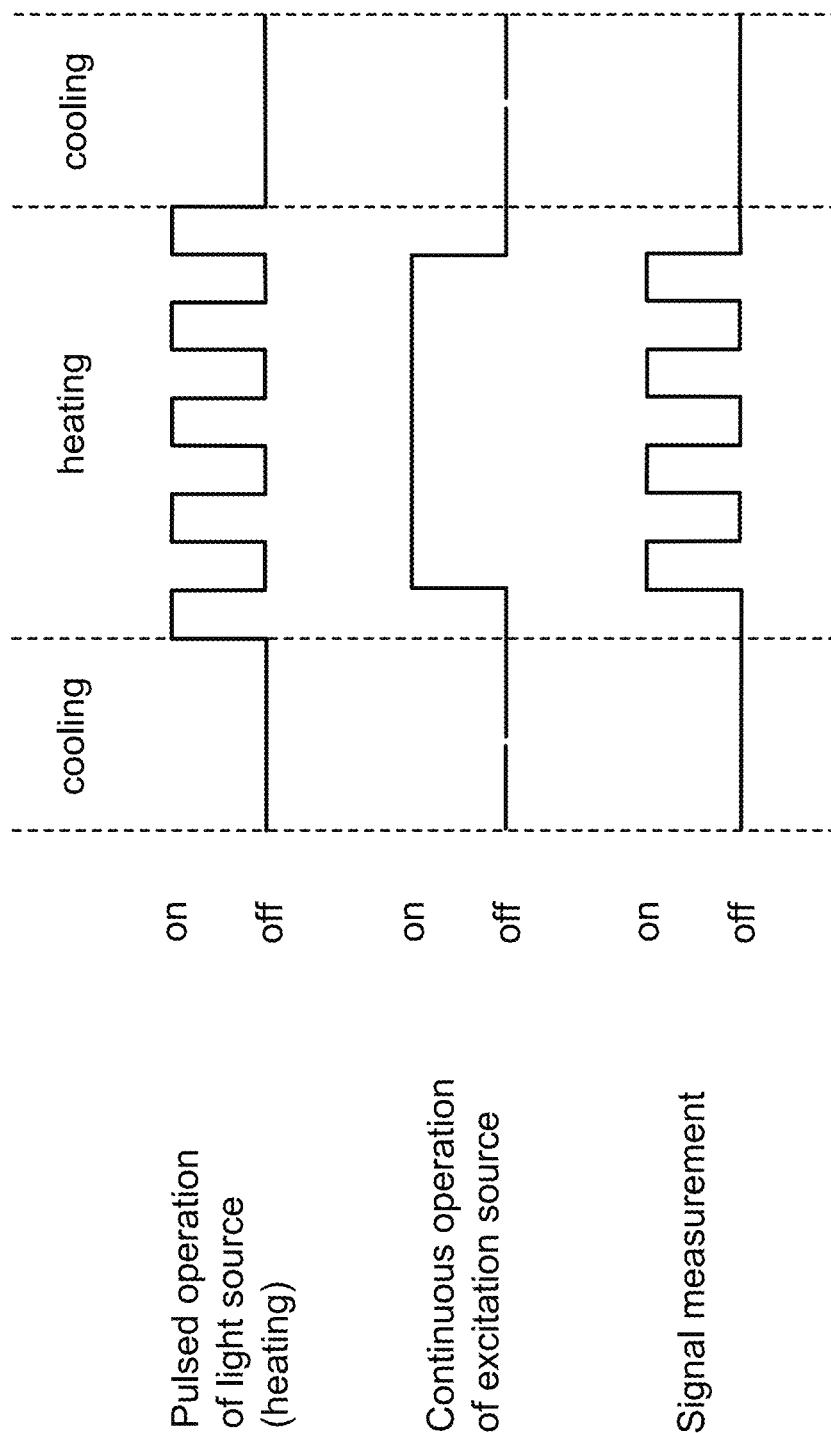 cooling
heating
cooling
Pulsed operation
of light source
(heating)
on
off
Continuous operation
of excitation source
on
off
Signal measurement
on
off